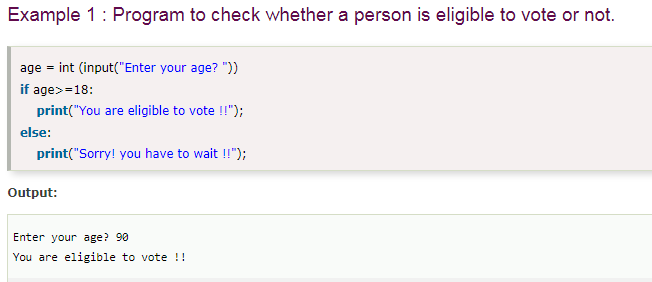 Example 1 : Program to check whether a person is eligible to vote or not.
age = int (input("Enter your age? "))
if age>=18:
    print("You are eligible to vote !!");
else:
    print("Sorry! you have to wait !!");
Output:
Enter your age? 90
You are eligible to vote !!